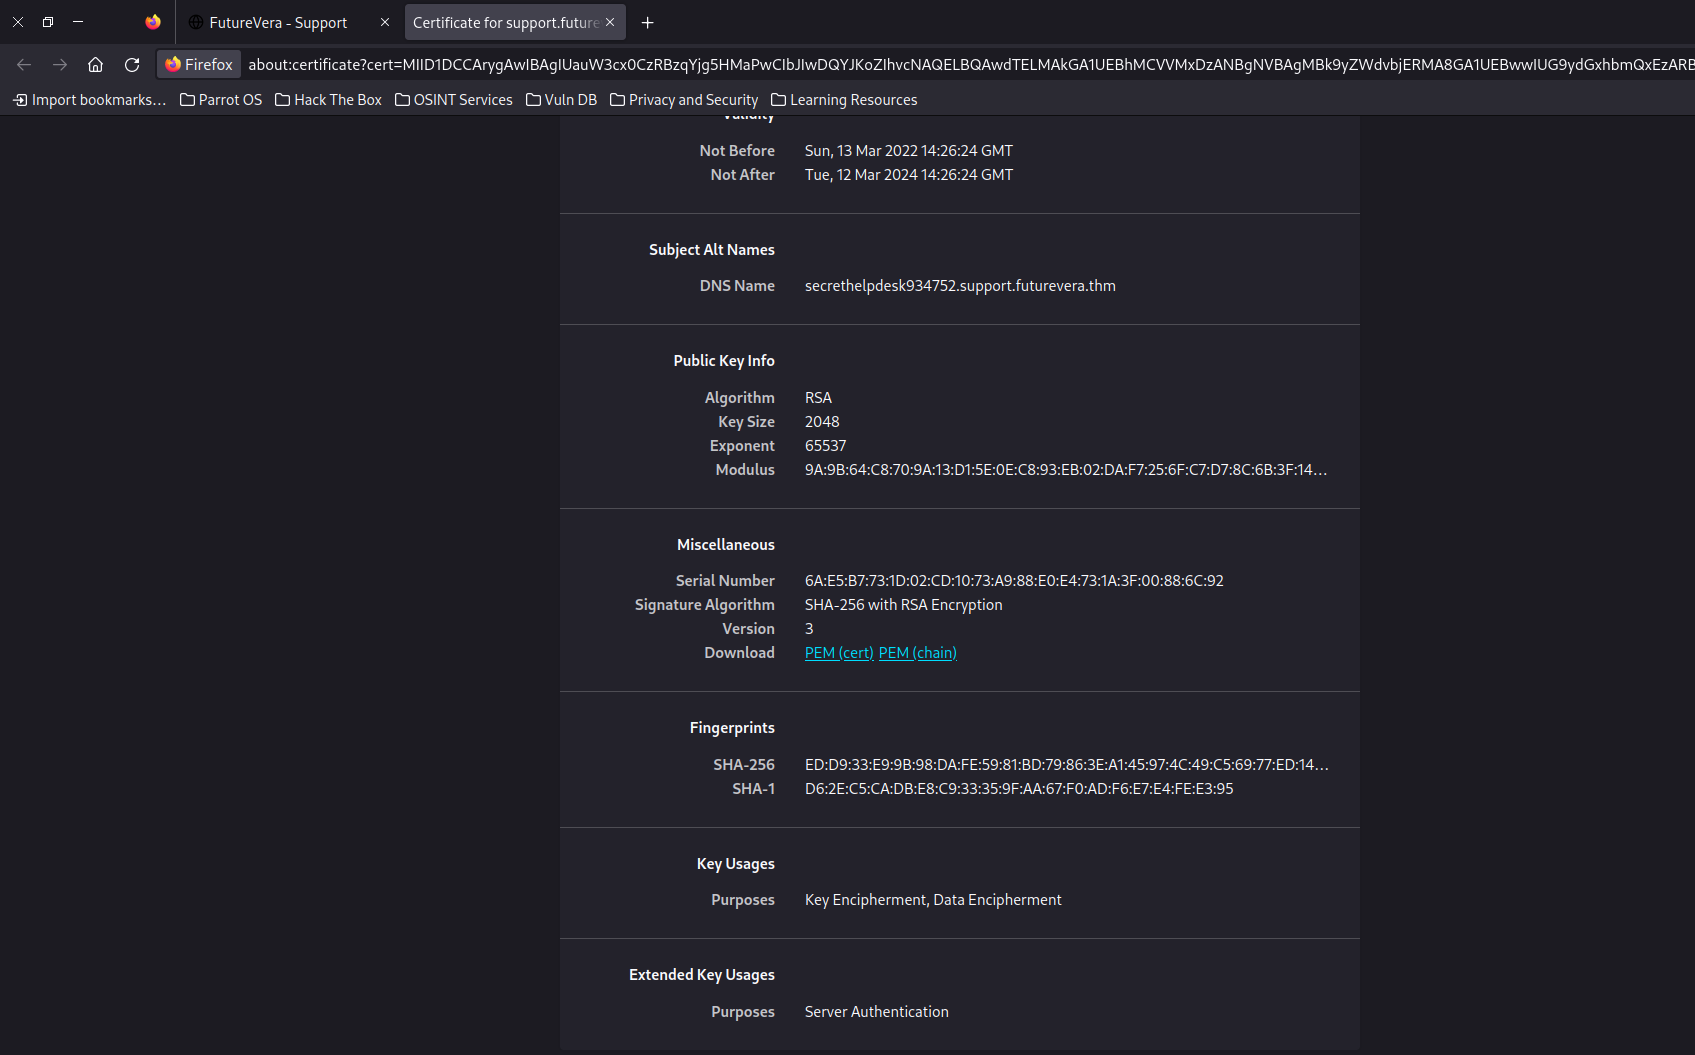 FutureVera - Support
Certificate for support.future
Firefox about:certificate?cert=MIID1DCCArygAwIBAgIUauW3cx0CzRBzqYjg5HMaPwCIbJIwDQYJKoZIhvcNAQELBQAwdTELMAkGA1UEBhMCVVMxDzANBgNVBAgMBk9yZWdvbjERMA8GA1UEBwwIUG9ydGxhbmQxEzARB
Import bookmarks... Parrot OS Hack The Box OSINT Services Vuln DB Privacy and Security Learning Resources
Validity
Not Before Sun, 13 Mar 2022 14:26:24 GMT
Not After Tue, 12 Mar 2024 14:26:24 GMT
Subject Alt Names
DNS Name secrethelpdesk934752.support.futurevera.thm
Public Key Info
Algorithm RSA
Key Size 2048
Exponent 65537
Modulus 9A:9B:64:C8:70:9A:13:D1:5E:0E:C8:93:EB:02:DA:F7:25:6F:C7:D7:8C:6B:3F:14...
Miscellaneous
Serial Number 6A:E5:B7:73:1D:02:CD:10:73:A9:88:E0:E4:73:1A:3F:00:88:6C:92
Signature Algorithm SHA-256 with RSA Encryption
Version 3
Download PEM (cert) PEM (chain)
Fingerprints
SHA-256 ED:D9:33:E9:9B:98:DA:FE:59:81:BD:79:86:3E:A1:45:97:4C:49:C5:69:77:ED:14...
SHA-1 D6:2E:C5:CA:DB:E8:C9:33:35:9F:AA:67:F0:AD:F6:E7:E4:FE:E3:95
Key Usages
Purposes Key Encipherment, Data Encipherment
Extended Key Usages
Purposes Server Authentication